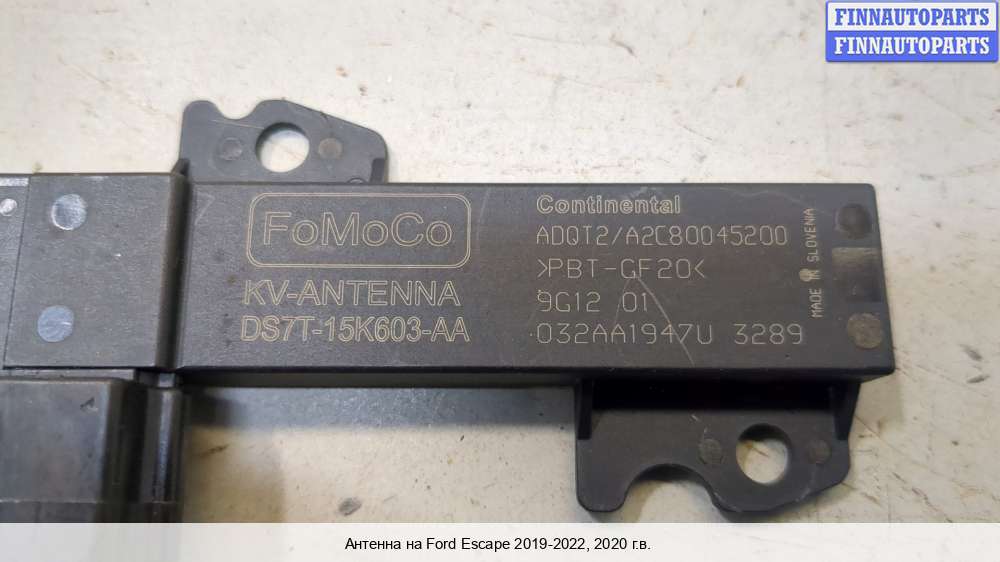 FINNAUTOPARTS
FINNAUTOPARTS
FoMoCo
KV-ANTENNA
DS7T-15K603-AA
Continental
ADQT2/A2C80045200
>PBT-GF20<
9G12 01
032AA1947U 3289
MADE IN SLOVENIA
Антенна на Ford Escape 2019-2022, 2020 г.в.